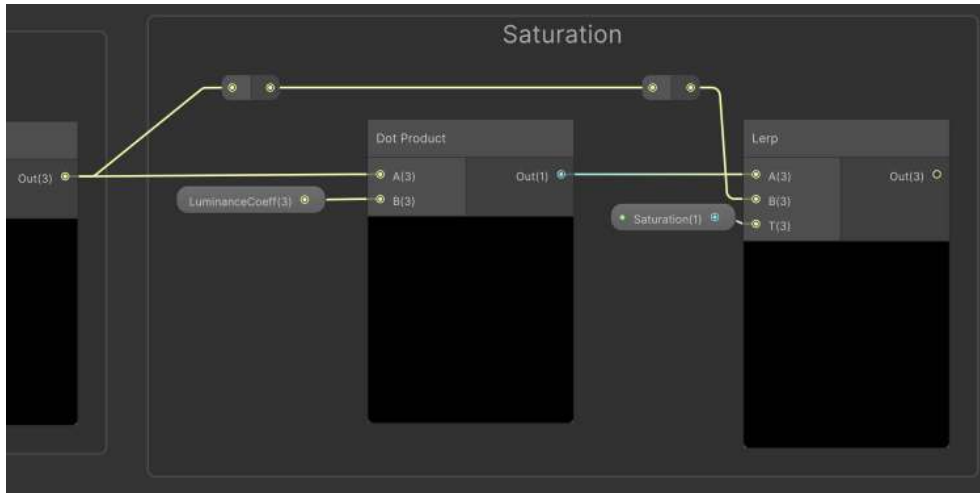 Saturation
Dot Product
Lerp
Out(3)
A(3)
Out(1)
A(3)
Out(3)
LuminanceCoeff(3)
B(3)
B(3)
Saturation(1)
T(3)